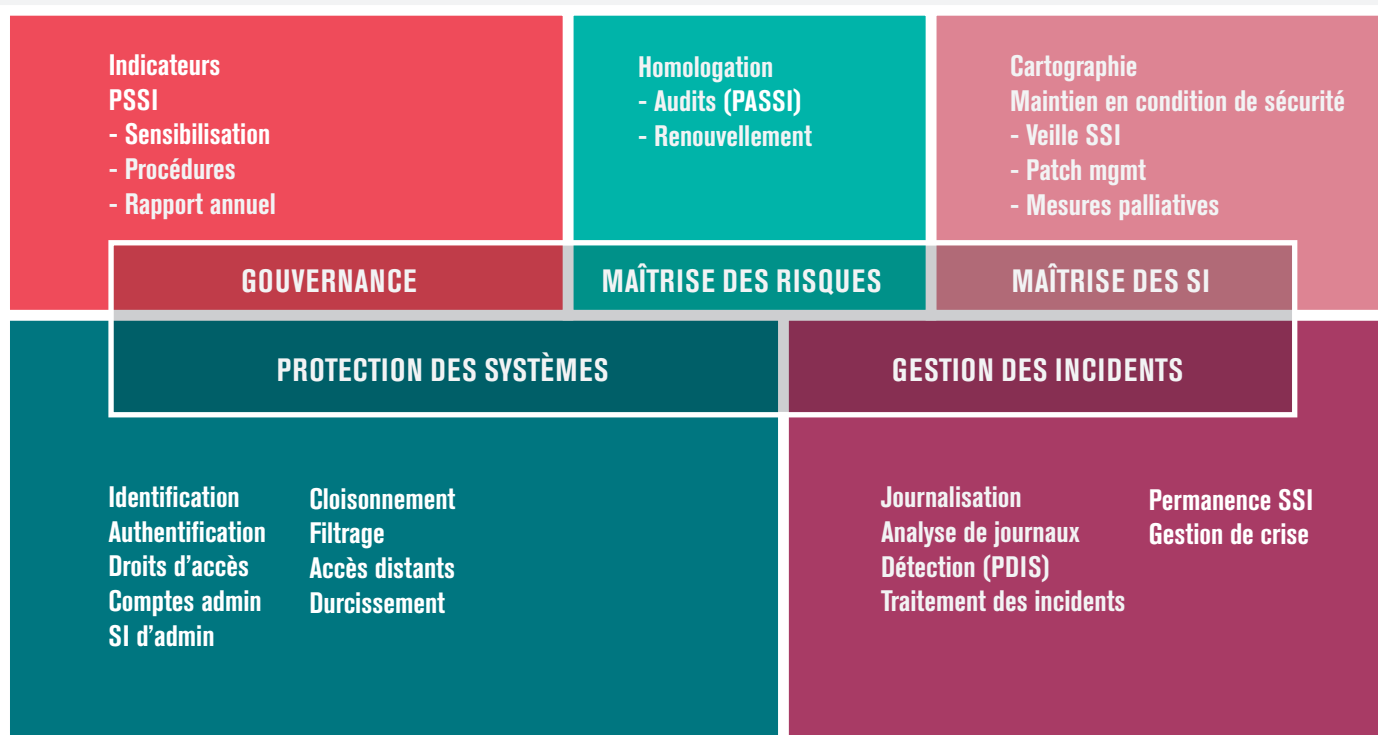 Indicateurs
PSSI
- Sensibilisation
- Procédures
- Rapport annuel
Homologation
- Audits (PASSI)
- Renouvellement
Cartographie
Maintien en condition de sécurité
- Veille SSI
- Patch mgmt
- Mesures palliatives
GOUVERNANCE
MAÎTRISE DES RISQUES
MAÎTRISE DES SI
PROTECTION DES SYSTÈMES
GESTION DES INCIDENTS
Identification
Authentification
Droits d'accès
Comptes admin
SI d'admin
Cloisonnement
Filtrage
Accès distants
Durcissement
Journalisation
Analyse de journaux
Détection (PDIS)
Traitement des incidents
Permanence SSI
Gestion de crise